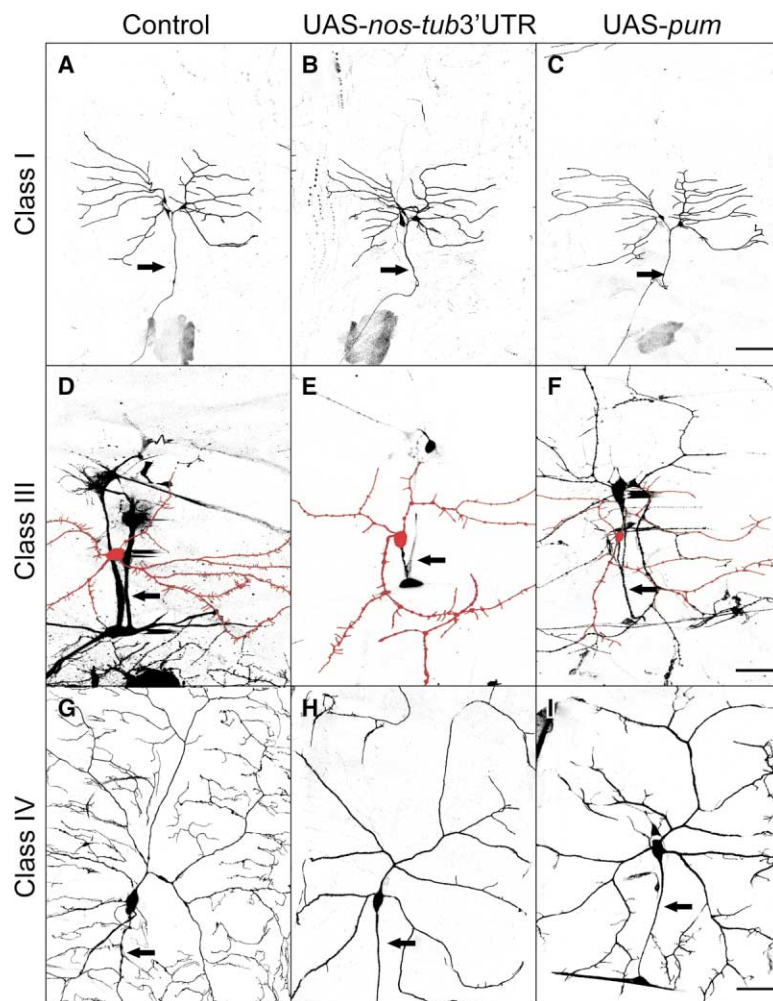 Control UAS-nos-tub3'UTR UAS-pum
Class I
A B C
Class III
D E F
Class IV
G H I